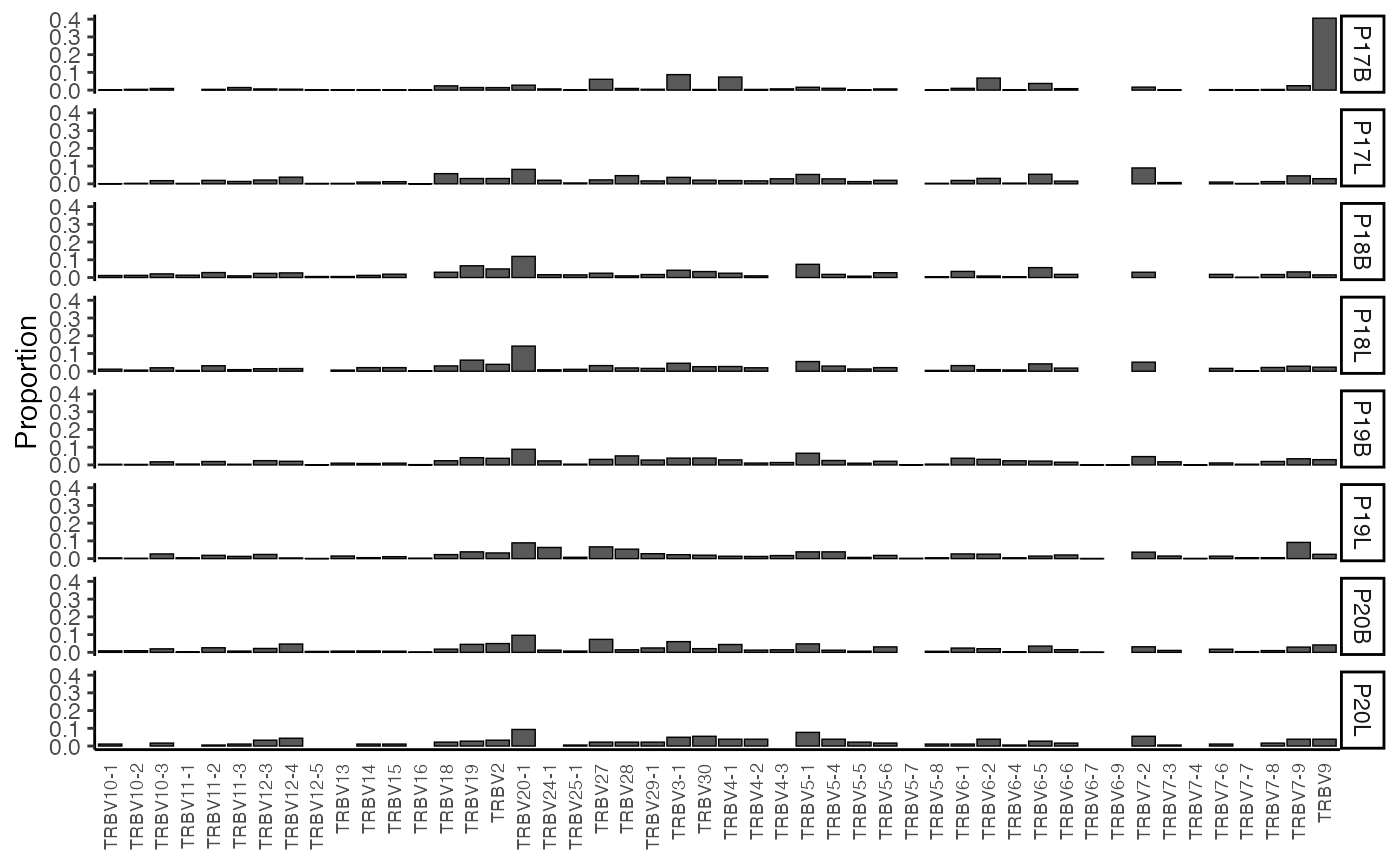 Proportion
0.4
0.3
0.2
0.1
0.0
P17B
0.4
0.3
0.2
0.1
0.0
P17L
0.4
0.3
0.2
0.1
0.0
P18B
0.4
0.3
0.2
0.1
0.0
P18L
0.4
0.3
0.2
0.1
0.0
P19B
0.4
0.3
0.2
0.1
0.0
P19L
0.4
0.3
0.2
0.1
0.0
P20B
0.4
0.3
0.2
0.1
0.0
P20L
TRBV10-1
TRBV10-2
TRBV10-3
TRBV11-1
TRBV11-2
TRBV11-3
TRBV12-3
TRBV12-4
TRBV12-5
TRBV13
TRBV14
TRBV15
TRBV16
TRBV18
TRBV19
TRBV2
TRBV20-1
TRBV24-1
TRBV25-1
TRBV27
TRBV28
TRBV29-1
TRBV3-1
TRBV30
TRBV4-1
TRBV4-2
TRBV4-3
TRBV5-1
TRBV5-4
TRBV5-5
TRBV5-6
TRBV5-7
TRBV5-8
TRBV6-1
TRBV6-2
TRBV6-4
TRBV6-5
TRBV6-6
TRBV6-7
TRBV6-9
TRBV7-2
TRBV7-3
TRBV7-4
TRBV7-6
TRBV7-7
TRBV7-8
TRBV7-9
TRBV9